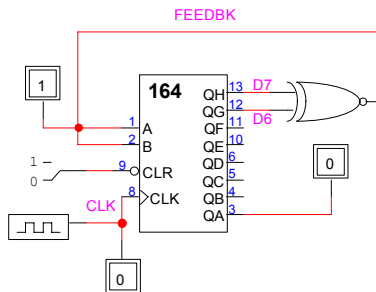 FEEDBK
1
164
1 A
2 B
9 CLR
8 CLK
QH 13 D7
QG 12 D6
QF 11
QE 10
QD 6
QC 5
QB 4
QA 3
0
1
0
CLK
0